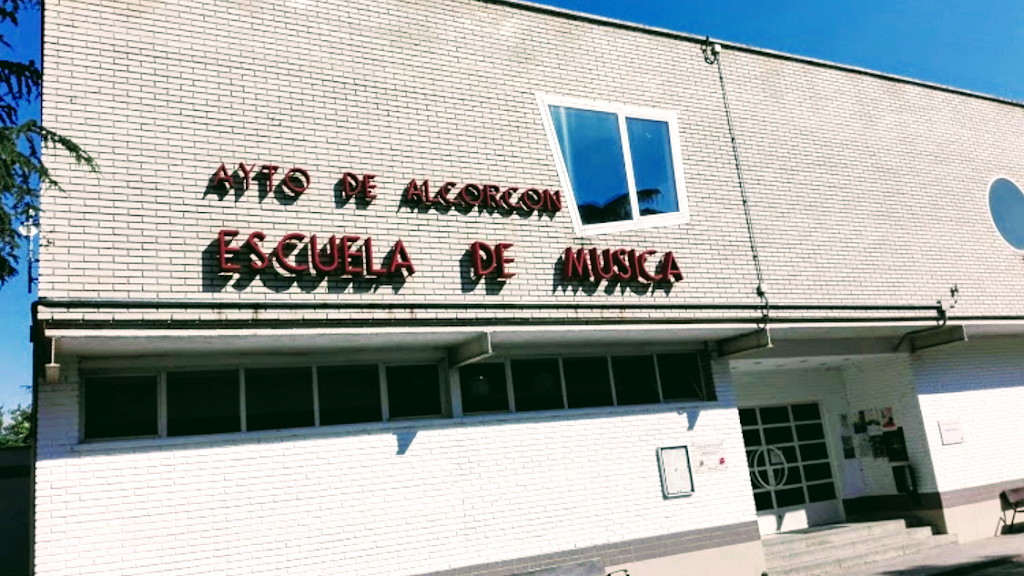 AYTO DE ALCORCON
ESCUELA DE MUSICA